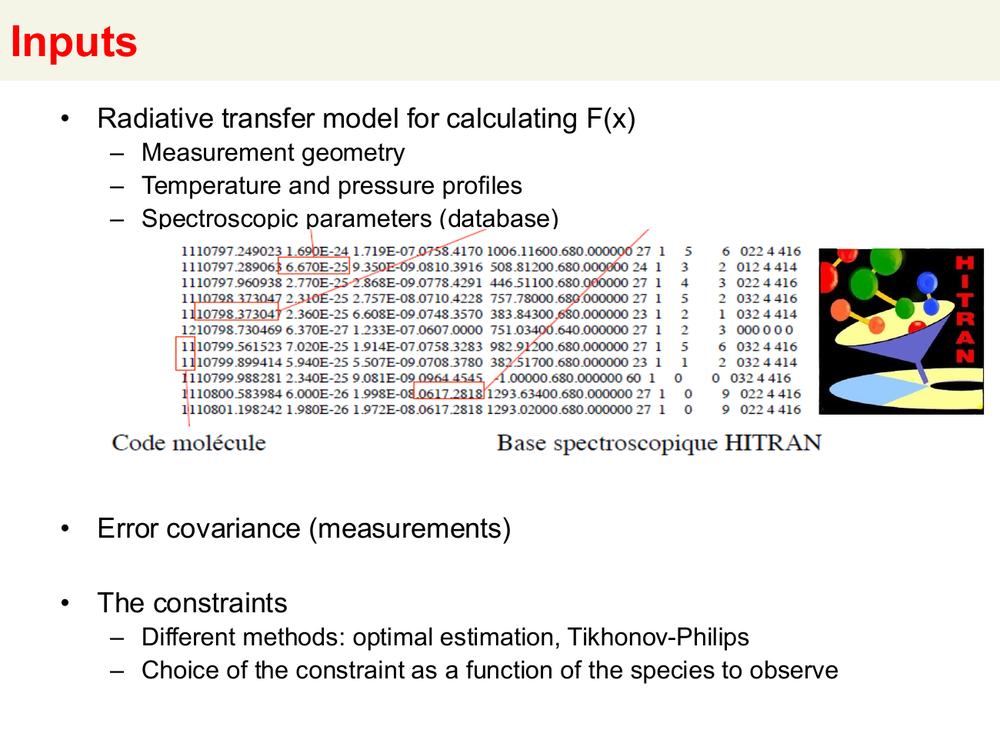 Inputs
• Radiative transfer model for calculating F(x)
– Measurement geometry
– Temperature and pressure profiles
– Spectroscopic parameters (database)
1110797.249023 1.690E-24 1.719E-07.0758.4170 1006.11600.680.000000 27 1 5 6 022 4 416
1110797.289063 6.670E-25 9.350E-09.0810.3916 508.81200.680.000000 24 1 3 2 012 4 414
1110797.960938 2.770E-25 2.868E-09.0778.4291 446.51100.680.000000 27 1 4 3 022 4 416
1110798.373047 2.310E-25 2.757E-08.0710.4228 757.78000.680.000000 27 1 5 2 032 4 416
1110798.373047 2.360E-25 6.608E-09.0748.3570 383.84300.680.000000 23 1 2 1 032 4 414
1210798.730469 6.370E-27 1.233E-07.0607.0000 751.03400.640.000000 27 1 2 3 000 0 0 0
1110799.561523 7.020E-25 1.914E-07.0758.3283 982.91200.680.000000 27 1 5 6 032 4 416
1110799.899414 5.940E-25 5.507E-09.0708.3780 382.51700.680.000000 23 1 1 2 032 4 414
1110799.988281 2.340E-25 9.081E-09.0964.4545 -1.00000.680.000000 60 1 0 0 032 4 416
1110800.583984 6.000E-26 1.998E-08.0617.2818 1293.63400.680.000000 27 1 0 9 022 4 416
1110801.198242 1.980E-26 1.972E-08.0617.2818 1293.02000.680.000000 27 1 0 9 022 4 416
HITRAN
Code molécule Base spectroscopique HITRAN
• Error covariance (measurements)
• The constraints
– Different methods: optimal estimation, Tikhonov-Philips
– Choice of the constraint as a function of the species to observe